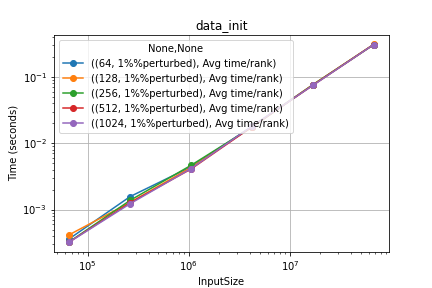 data_init
None,None
((64, 1%%perturbed), Avg time/rank)
((128, 1%%perturbed), Avg time/rank)
((256, 1%%perturbed), Avg time/rank)
((512, 1%%perturbed), Avg time/rank)
((1024, 1%%perturbed), Avg time/rank)
Time (seconds)
10⁻¹
10⁻²
10⁻³
10⁵ 10⁶ 10⁷
InputSize